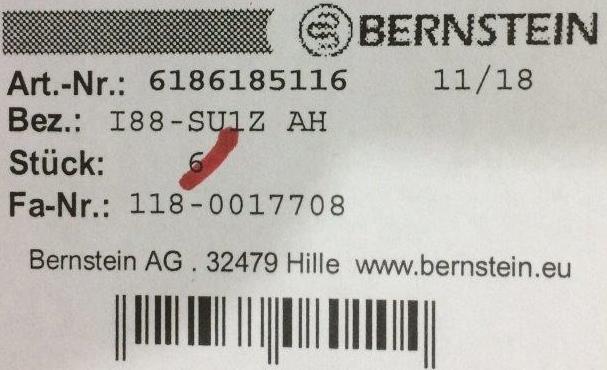 BERNSTEIN
Art.-Nr.: 6186185116 11/18
Bez.: I88-SU1Z AH
Stück: 6
Fa-Nr.: 118-0017708
Bernstein AG . 32479 Hille www.bernstein.eu